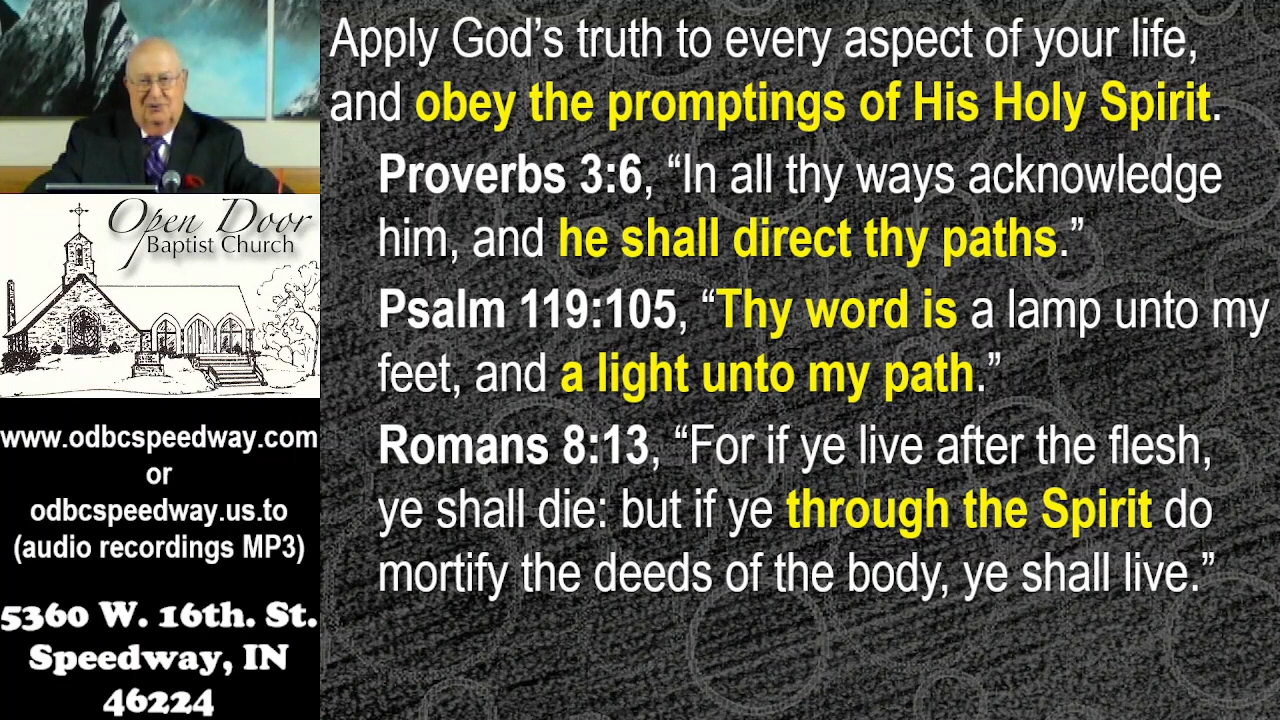 Apply God’s truth to every aspect of your life,
and obey the promptings of His Holy Spirit.
Proverbs 3:6, “In all thy ways acknowledge
him, and he shall direct thy paths.”
Psalm 119:105, “Thy word is a lamp unto my
feet, and a light unto my path.”
Romans 8:13, “For if ye live after the flesh,
ye shall die: but if ye through the Spirit do
mortify the deeds of the body, ye shall live.”
Open Door
Baptist Church
www.odbcspeedway.com
or
odbcspeedway.us.to
(audio recordings MP3)
5360 W. 16th. St.
Speedway, IN
46224